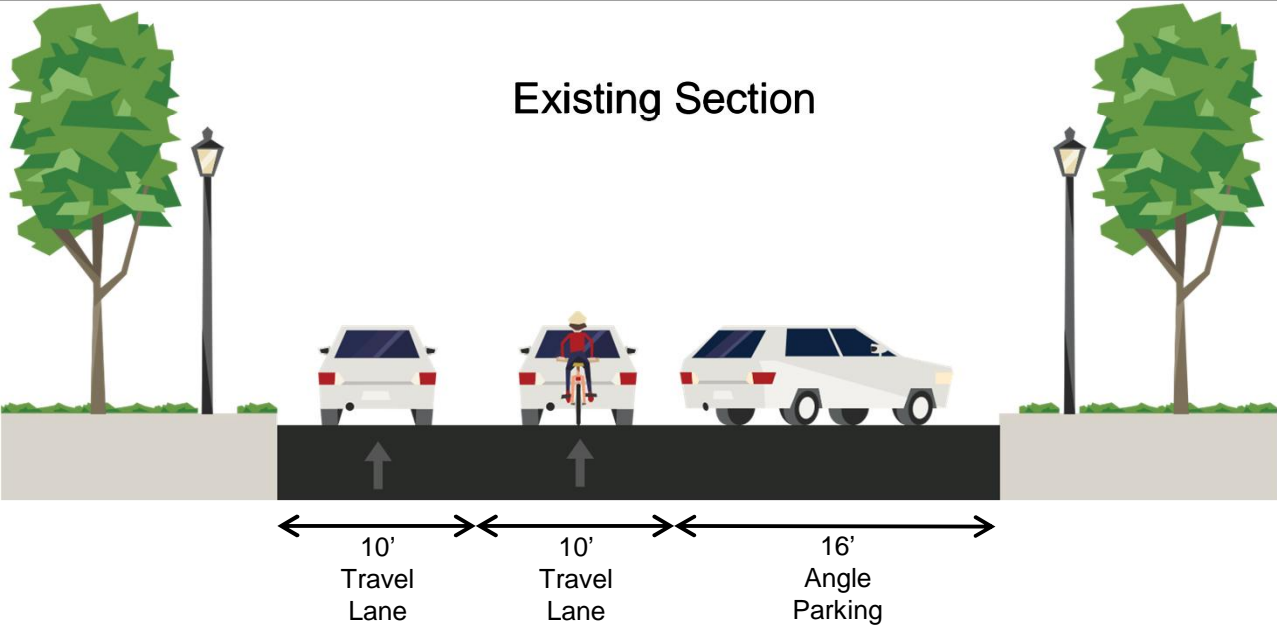 Existing Section
10’
Travel
Lane
10’
Travel
Lane
16’
Angle
Parking